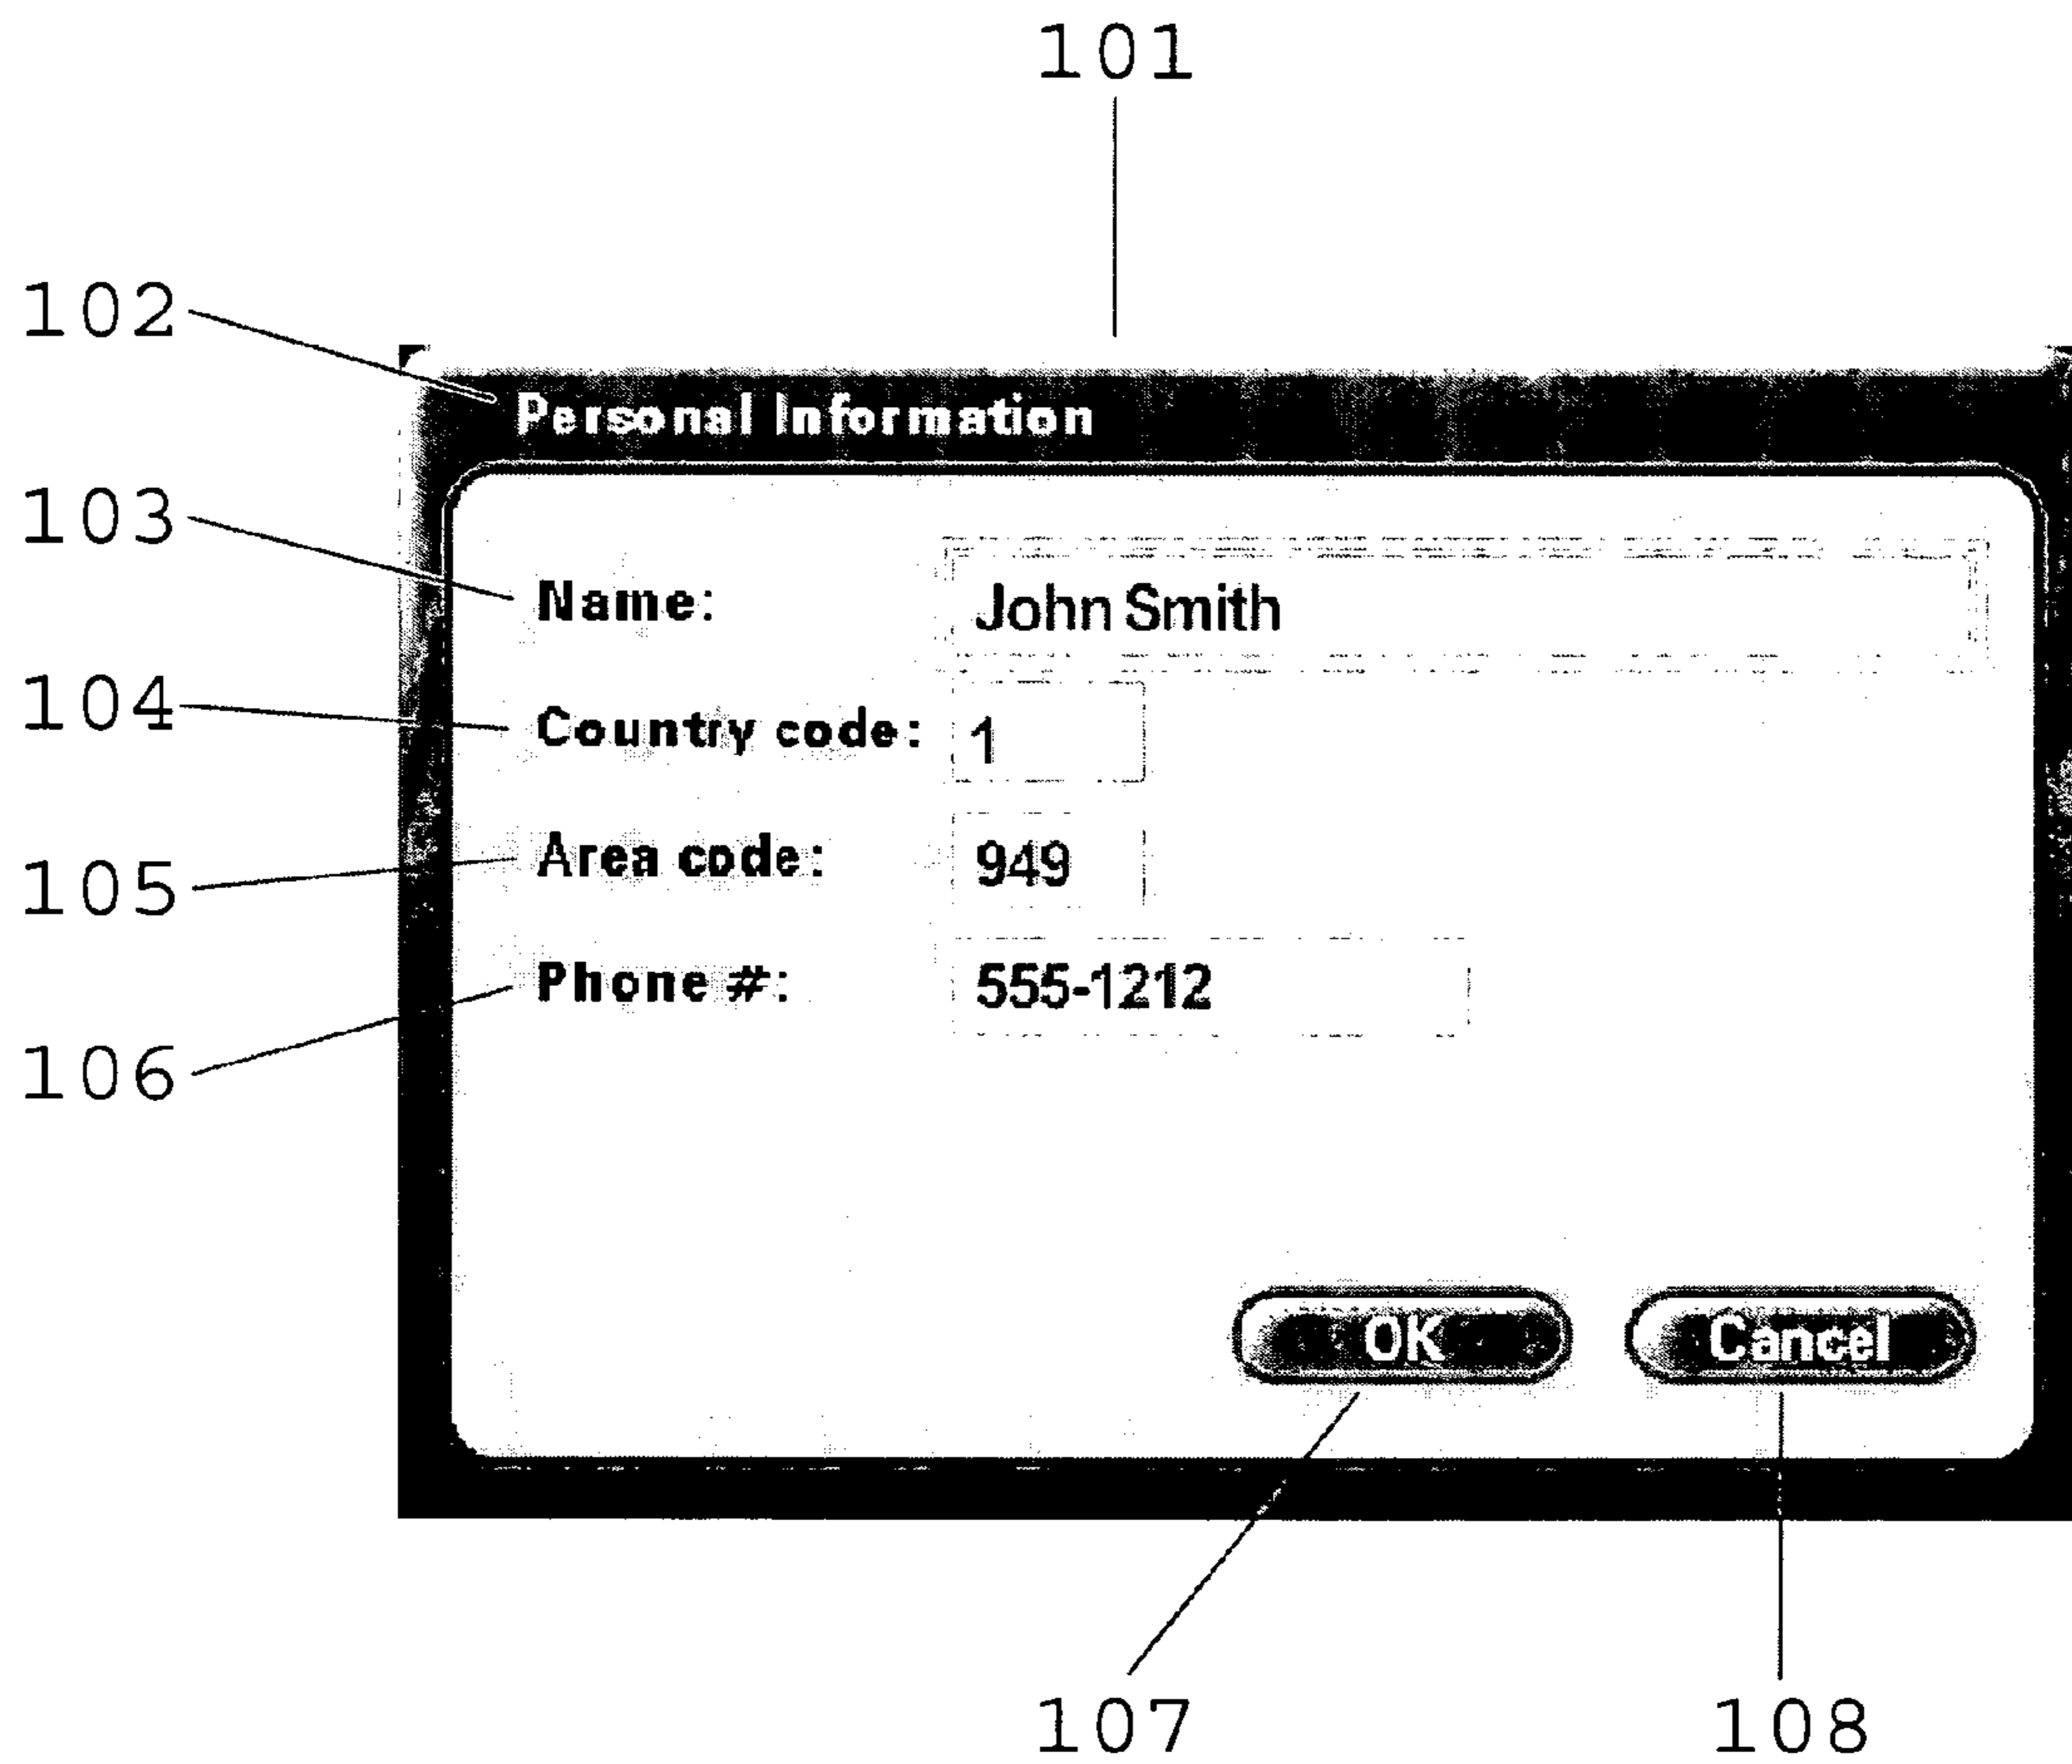 101
102
Personal Information
103
Name: John Smith
104
Country code: 1
105
Area code: 949
106
Phone #: 555-1212
OK Cancel
107 108